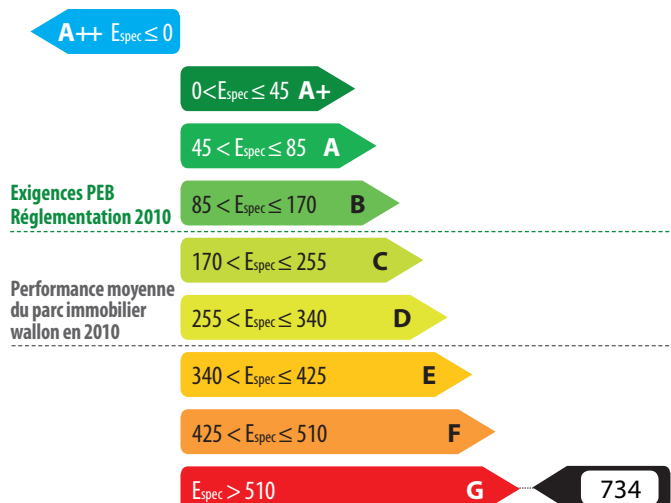 A++ Espec ≤ 0
0<Espec ≤ 45 A+
45 < Espec ≤ 85 A
Exigences PEB
Réglementation 2010
85 < Espec ≤ 170 B
170 < Espec ≤ 255 C
Performance moyenne
du parc immobilier
wallon en 2010
255 < Espec ≤ 340 D
340 < Espec ≤ 425 E
425 < Espec ≤ 510 F
Espec > 510 G 734